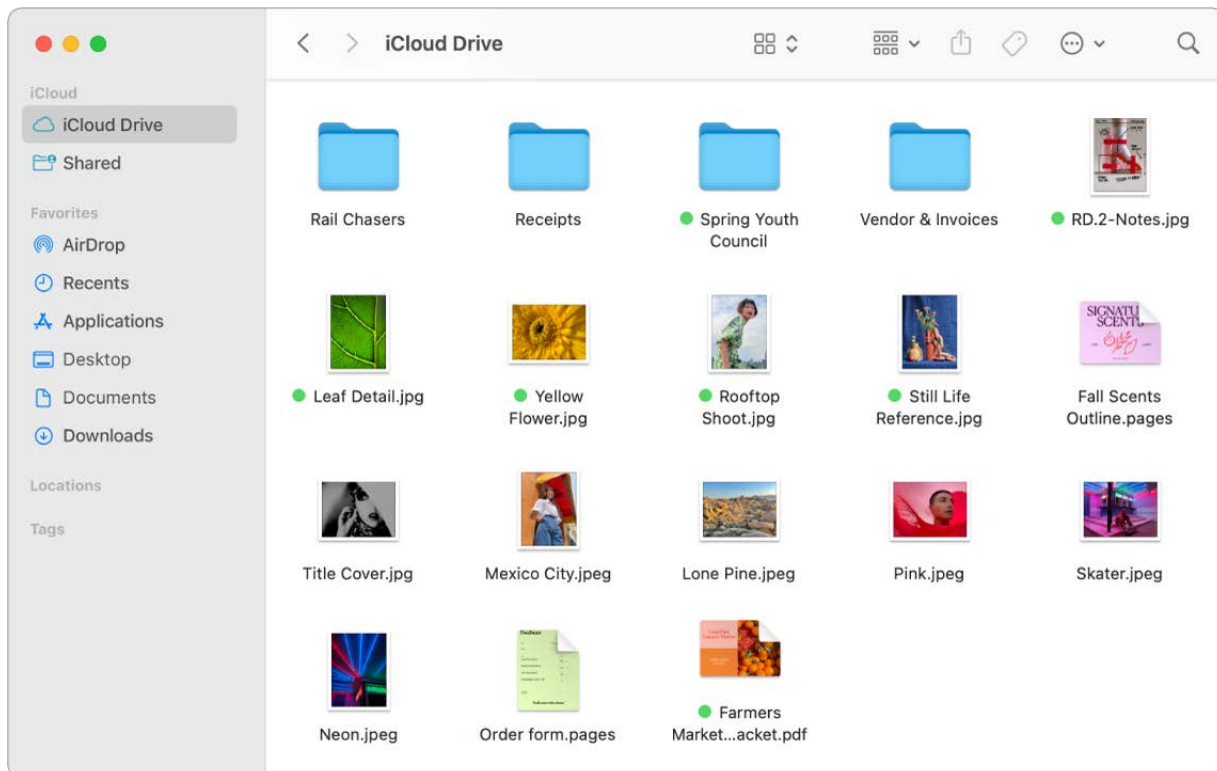 iCloud Drive
iCloud
iCloud Drive
Shared
Favorites
AirDrop
Recents
Applications
Desktop
Documents
Downloads
Locations
Tags
Rail Chasers
Receipts
Spring Youth
Council
Vendor & Invoices
RD.2-Notes.jpg
SIGNATU
SCENTS
Leaf Detail.jpg
Yellow
Flower.jpg
Rooftop
Shoot.jpg
Still Life
Reference.jpg
Fall Scents
Outline.pages
Title Cover.jpg
Mexico City.jpeg
Lone Pine.jpeg
Pink.jpeg
Skater.jpeg
Neon.jpeg
Order form.pages
Farmers
Market...acket.pdf